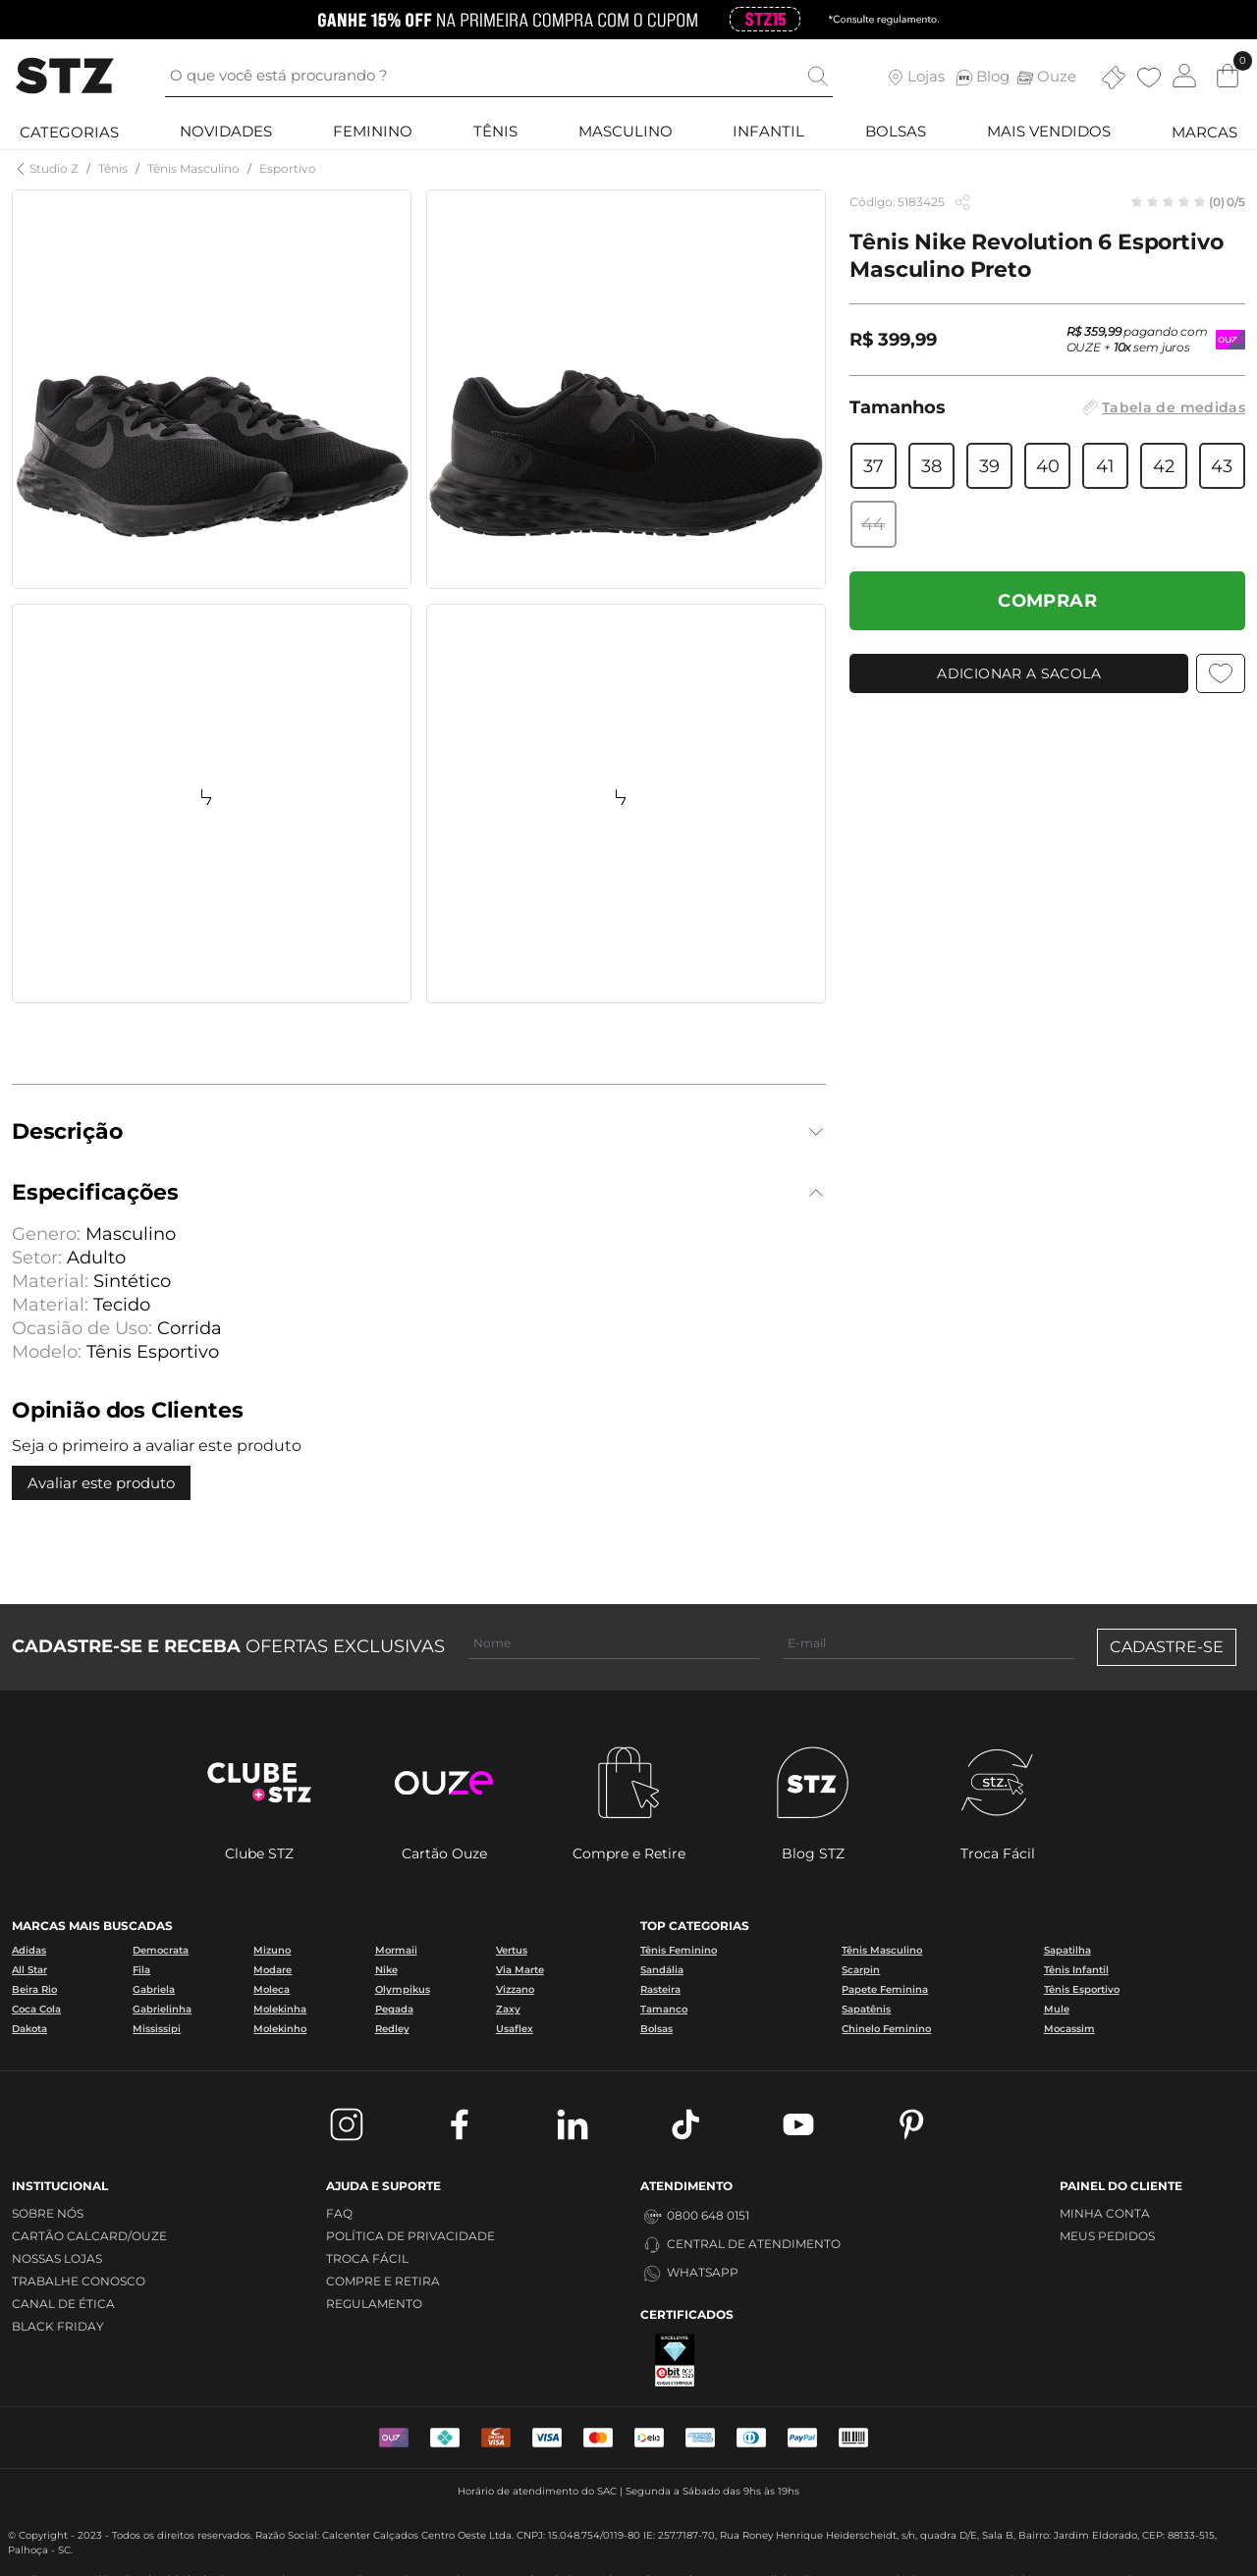 GANHE 15% OFF NA PRIMEIRA COMPRA COM O CUPOM STZ15 *Consulte regulamento.
STZ
O que você está procurando ?
Lojas
Blog
Ouze
0
CATEGORIAS
NOVIDADES
FEMININO
TÊNIS
MASCULINO
INFANTIL
BOLSAS
MAIS VENDIDOS
MARCAS
Studio Z / Tênis / Tênis Masculino / Esportivo
Código: 5183425
(0) 0/5
Tênis Nike Revolution 6 Esportivo
Masculino Preto
R$ 399,99
R$ 359,99 pagando com
OUZE + 10x sem juros
Tamanhos
Tabela de medidas
37 38 39 40 41 42 43
44
COMPRAR
ADICIONAR A SACOLA
Descrição
Especificações
Genero: Masculino
Setor: Adulto
Material: Sintético
Material: Tecido
Ocasião de Uso: Corrida
Modelo: Tênis Esportivo
Opinião dos Clientes
Seja o primeiro a avaliar este produto
Avaliar este produto
CADASTRE-SE E RECEBA OFERTAS EXCLUSIVAS
Nome
E-mail
CADASTRE-SE
CLUBE
STZ
ouze
STZ
stz.
Clube STZ
Cartão Ouze
Compre e Retire
Blog STZ
Troca Fácil
MARCAS MAIS BUSCADAS
Adidas Democrata Mizuno Mormaii Vertus
All Star Fila Modare Nike Via Marte
Beira Rio Gabriela Moleca Olympikus Vizzano
Coca Cola Gabrielinha Molekinha Pegada Zaxy
Dakota Mississipi Molekinho Redley Usaflex
TOP CATEGORIAS
Tênis Feminino Tênis Masculino Sapatilha
Sandália Scarpin Tênis Infantil
Rasteira Papete Feminina Tênis Esportivo
Tamanco Sapatênis Mule
Bolsas Chinelo Feminino Mocassim
INSTITUCIONAL
SOBRE NÓS
CARTÃO CALCARD/OUZE
NOSSAS LOJAS
TRABALHE CONOSCO
CANAL DE ÉTICA
BLACK FRIDAY
AJUDA E SUPORTE
FAQ
POLÍTICA DE PRIVACIDADE
TROCA FÁCIL
COMPRE E RETIRA
REGULAMENTO
ATENDIMENTO
0800 648 0151
CENTRAL DE ATENDIMENTO
WHATSAPP
CERTIFICADOS
EXCELENTE
ebit
PAINEL DO CLIENTE
MINHA CONTA
MEUS PEDIDOS
VISA
VISA
elo
PayPal
Horário de atendimento do SAC | Segunda a Sábado das 9hs às 19hs
© Copyright - 2023 - Todos os direitos reservados. Razão Social: Calcenter Calçados Centro Oeste Ltda. CNPJ: 15.048.754/0119-80 IE: 257.7187-70, Rua Roney Henrique Heiderscheidt, s/n, quadra D/E, Sala B, Bairro: Jardim Eldorado, CEP: 88133-515,
Palhoça - SC.